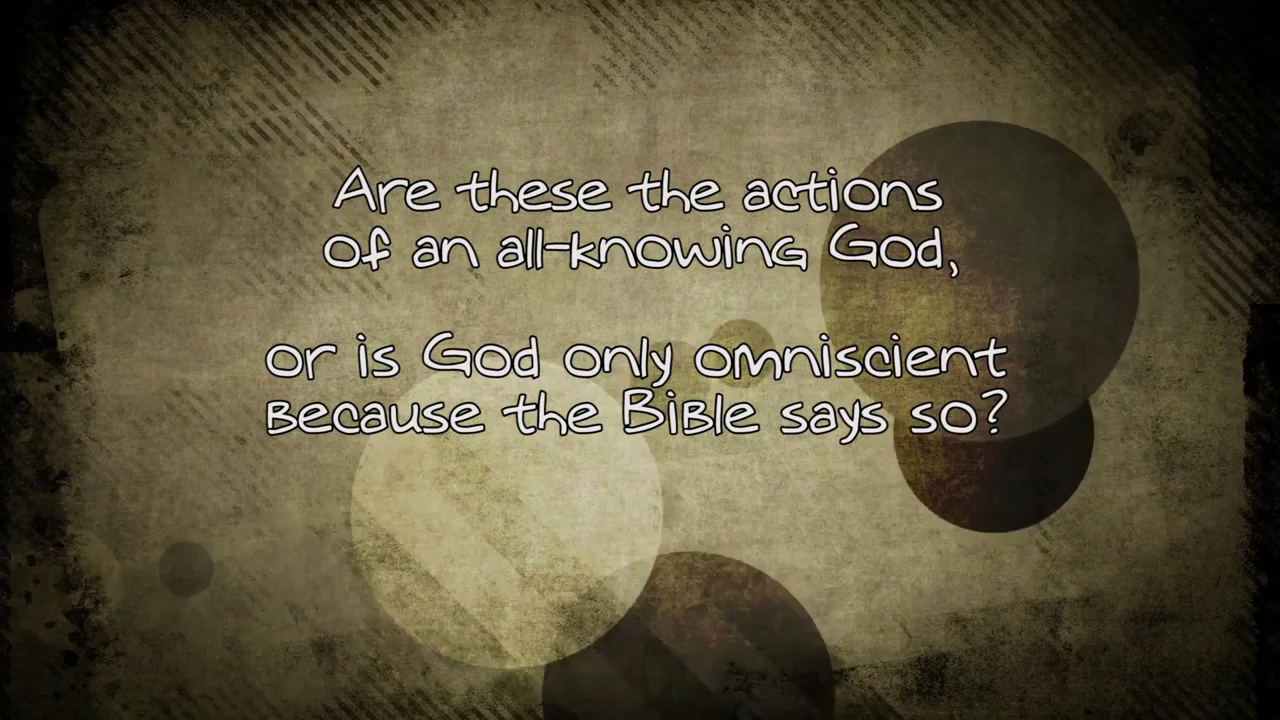 Are these the actions
of an all-knowing God,
or is God only omniscient
because the Bible says so?